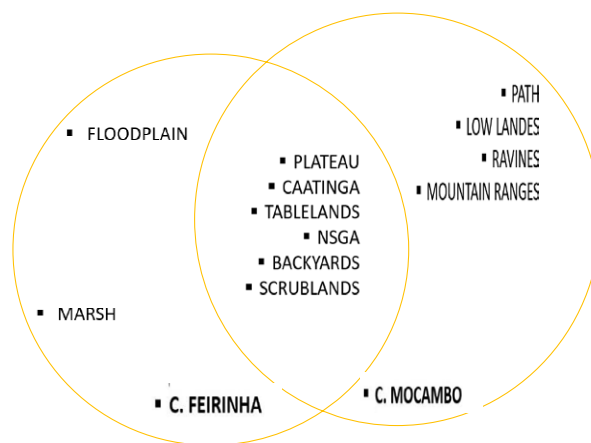 ▪ FLOODPLAIN
▪ MARSH
▪ C. FEIRINHA
▪ PLATEAU
▪ CAATINGA
▪ TABLELANDS
▪ NSGA
▪ BACKYARDS
▪ SCRUBLANDS
▪ PATH
▪ LOW LANDES
▪ RAVINES
▪ MOUNTAIN RANGES
▪ C. MOCAMBO